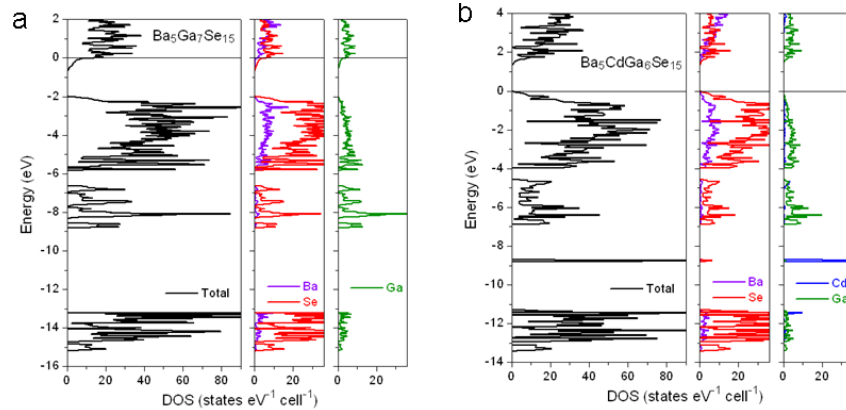 a
Ba5Ga7Se15
Energy (eV)
2
0
-2
-4
-6
-8
-10
-12
-14
-16
Total
Ba
Se
Ga
0 20 40 60 80
0 20
0 20
DOS (states eV-1 cell-1)
b
Ba5CdGa6Se15
Energy (eV)
4
2
0
-2
-4
-6
-8
-10
-12
-14
Total
Ba
Se
Cd
Ga
0 20 40 60 80
0 20
0 20
DOS (states eV-1 cell-1)